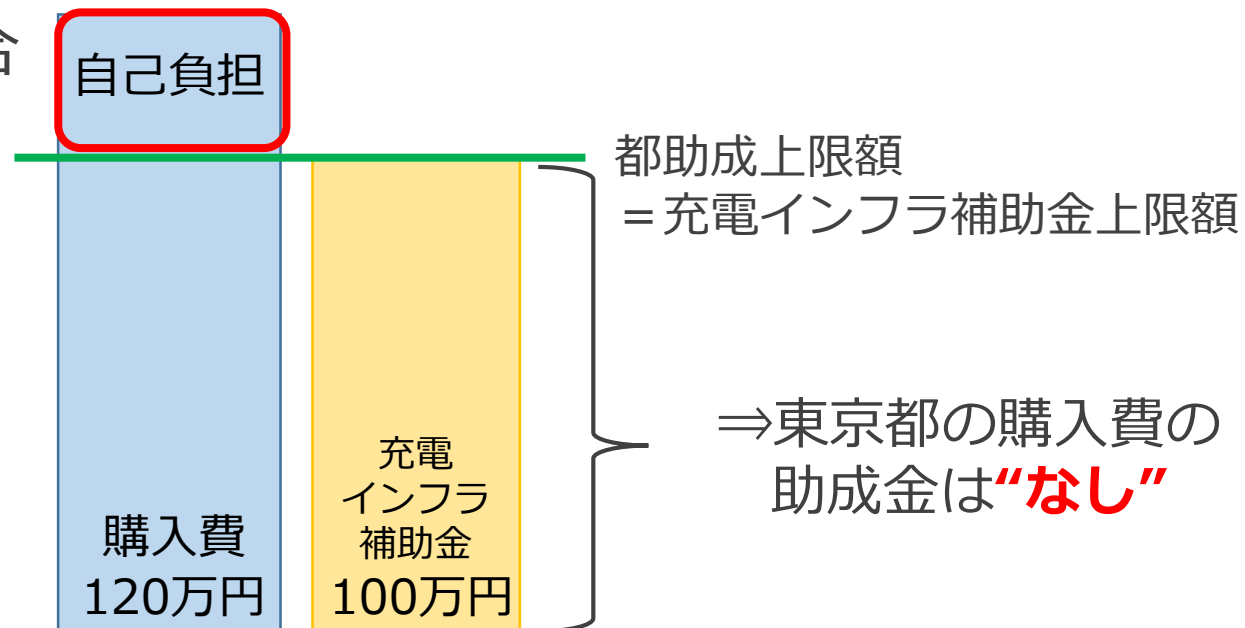 合
自己負担
都助成上限額
＝充電インフラ補助金上限額
⇒東京都の購入費の
助成金は“なし”
充電
インフラ
補助金
100万円
購入費
120万円